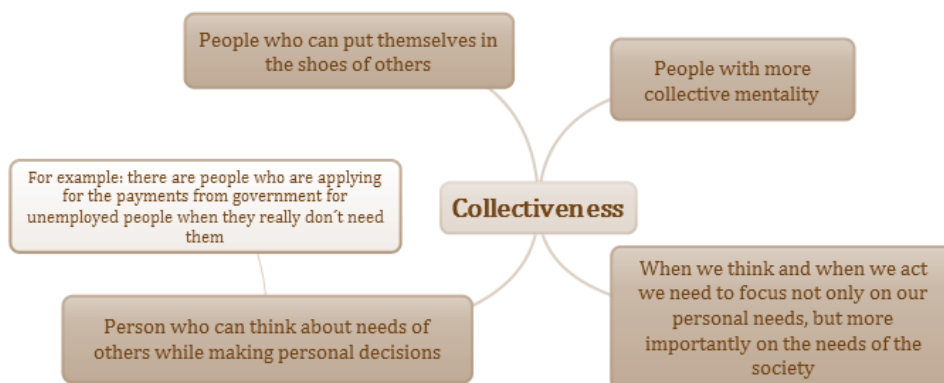 People who can put themselves in
the shoes of others
People with more
collective mentality
For example: there are people who are applying
for the payments from government for
unemployed people when they really don´t need
them
Collectiveness
Person who can think about needs of
others while making personal decisions
When we think and when we act
we need to focus not only on our
personal needs, but more
importantly on the needs of the
society